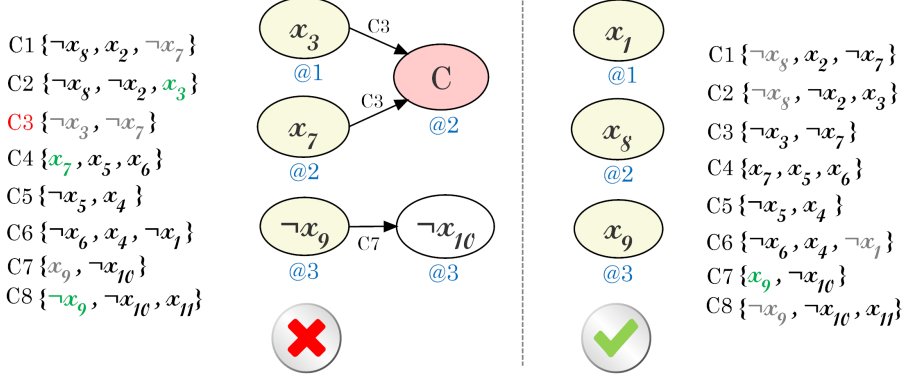 C1 {¬x₈, x₂, ¬x₇}
C2 {¬x₈, ¬x₂, x₃}
C3 {¬x₃, ¬x₇}
C4 {x₇, x₅, x₆}
C5 {¬x₅, x₄}
C6 {¬x₆, x₄, ¬x₁}
C7 {x₉, ¬x₁₀}
C8 {¬x₉, ¬x₁₀, x₁₁}
x₃
@1
C3
C
@2
x₇
@2
C3
¬x₉
@3
C7
¬x₁₀
@3
x₁
@1
x₈
@2
x₉
@3
C1 {¬x₈, x₂, ¬x₇}
C2 {¬x₈, ¬x₂, x₃}
C3 {¬x₃, ¬x₇}
C4 {x₇, x₅, x₆}
C5 {¬x₅, x₄}
C6 {¬x₆, x₄, ¬x₁}
C7 {x₉, ¬x₁₀}
C8 {¬x₉, ¬x₁₀, x₁₁}